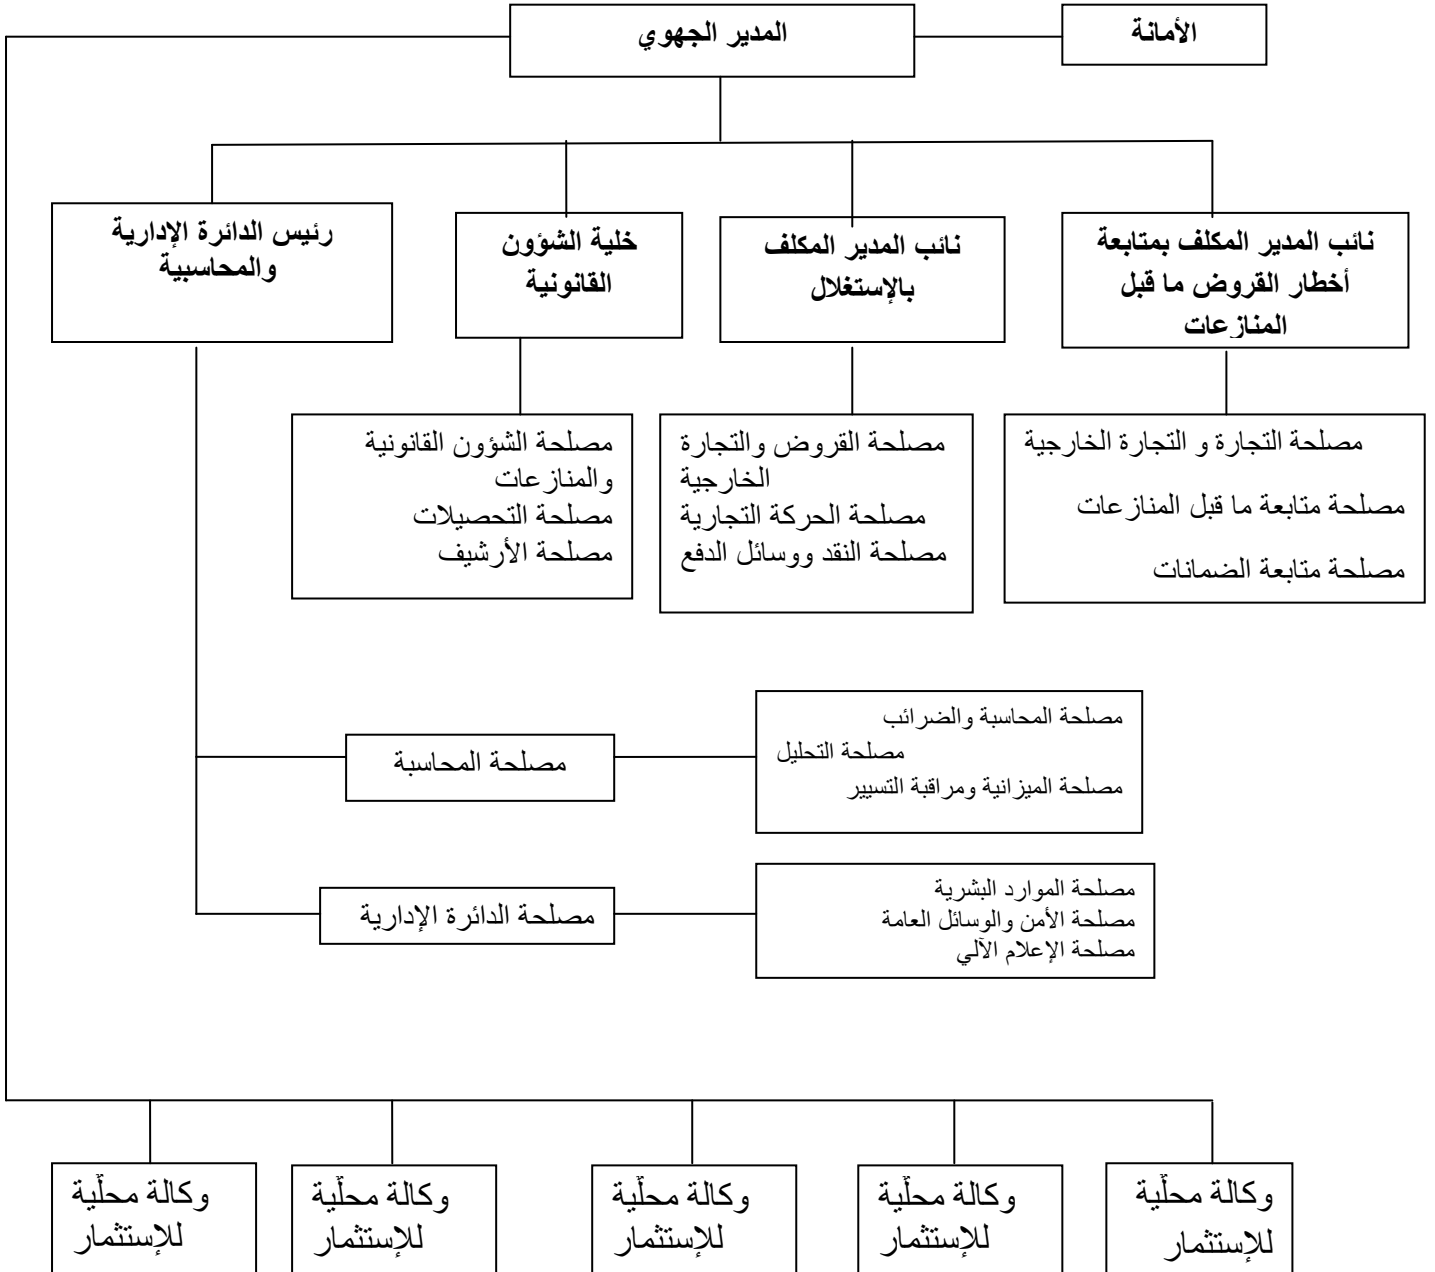 الأمانة
المدير الجهوي
نائب المدير المكلف بمتابعة
أخطار القروض ما قبل
المنازعات
نائب المدير المكلف
بالإستغلال
خلية الشؤون
القانونية
رئيس الدائرة الإدارية
والمحاسبية
مصلحة التجارة و التجارة الخارجية
مصلحة متابعة ما قبل المنازعات
مصلحة متابعة الضمانات
مصلحة القروض والتجارة
الخارجية
مصلحة الحركة التجارية
مصلحة النقد ووسائل الدفع
مصلحة الشؤون القانونية
والمنازعات
مصلحة التحصيلات
مصلحة الأرشيف
مصلحة المحاسبة والضرائب
مصلحة التحليل
مصلحة الميزانية ومراقبة التسيير
مصلحة المحاسبة
مصلحة الموارد البشرية
مصلحة الأمن والوسائل العامة
مصلحة الإعلام الآلي
مصلحة الدائرة الإدارية
وكالة محلّية
للإستثمار
وكالة محلّية
للإستثمار
وكالة محلّية
للإستثمار
وكالة محلّية
للإستثمار
وكالة محلّية
للإستثمار